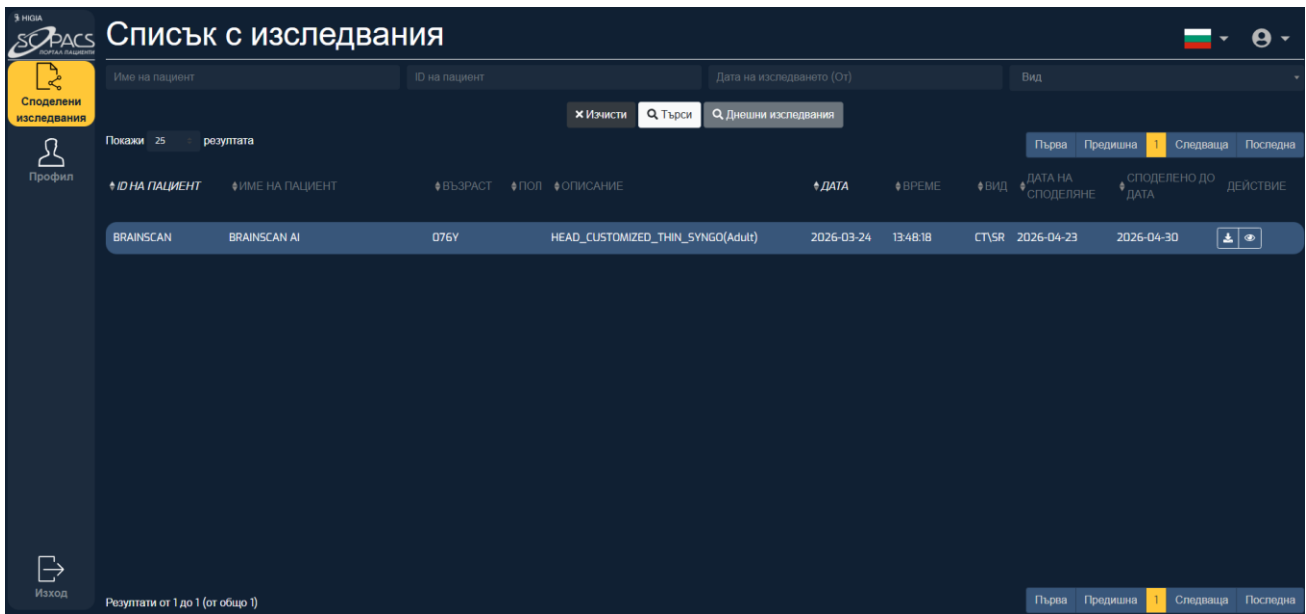 HIGIA
SCOPACS
ПОРТАЛ ПАЦИЕНТИ
Списък с изследвания
Споделени
изследвания
Профил
Изход
Име на пациент ID на пациент Дата на изследването (От) Вид
Изчисти Търси Днешни изследвания
Покажи 25 резултата
Първа Предишна 1 Следваща Последна
ID НА ПАЦИЕНТ ИМЕ НА ПАЦИЕНТ ВЪЗРАСТ ПОЛ ОПИСАНИЕ ДАТА ВРЕМЕ ВИД ДАТА НА СПОДЕЛЯНЕ СПОДЕЛЕНО ДО ДАТА ДЕЙСТВИЕ
BRAINSCAN BRAINSCAN AI 076Y HEAD_CUSTOMIZED_THIN_SYNGO(Adult) 2026-03-24 13:48:18 CT\SR 2026-04-23 2026-04-30
Резултати от 1 до 1 (от общо 1)
Първа Предишна 1 Следваща Последна